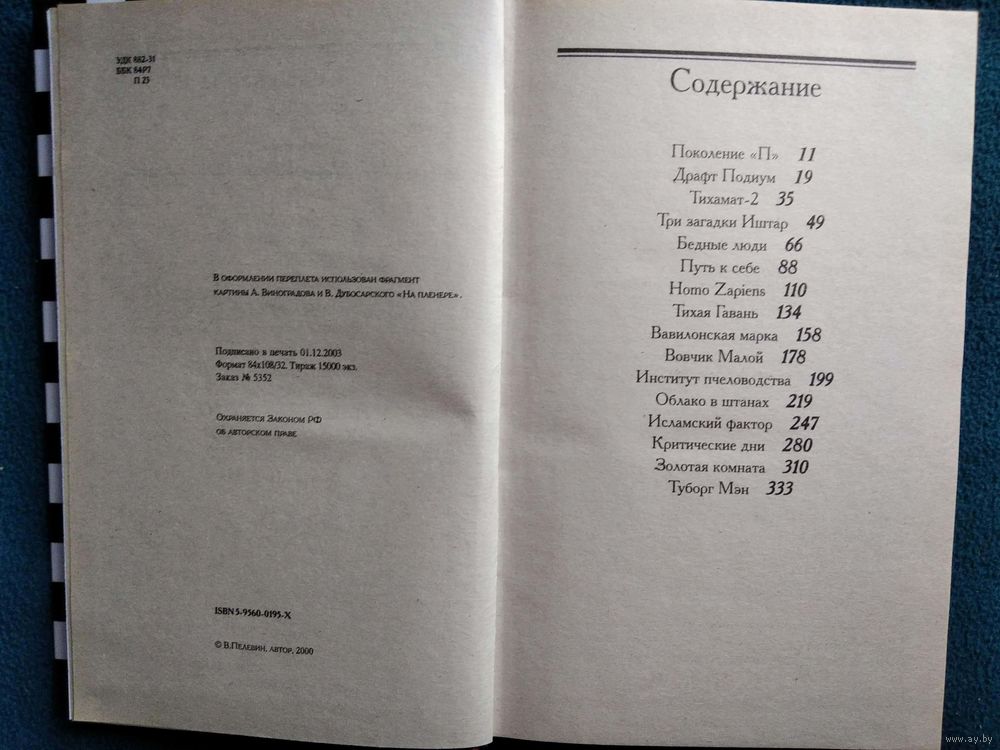 УДК 882-31
ББК 84Р7
П 25
В оформлении переплета использован фрагмент
картины А. Виноградова и В. Дубосарского «На пленере».
Подписано в печать 01.12.2003
Формат 84х108/32. Тираж 15000 экз.
Заказ № 5352
Охраняется Законом РФ
об авторском праве
ISBN 5-9560-0195-X
© В.Пелевин, автор, 2000
Содержание
Поколение «П» 11
Драфт Подиум 19
Тихамат-2 35
Три загадки Иштар 49
Бедные люди 66
Путь к себе 88
Homo Zapiens 110
Тихая Гавань 134
Вавилонская марка 158
Вовчик Малой 178
Институт пчеловодства 199
Облако в штанах 219
Исламский фактор 247
Критические дни 280
Золотая комната 310
Туборг Мэн 333
www.ay.by